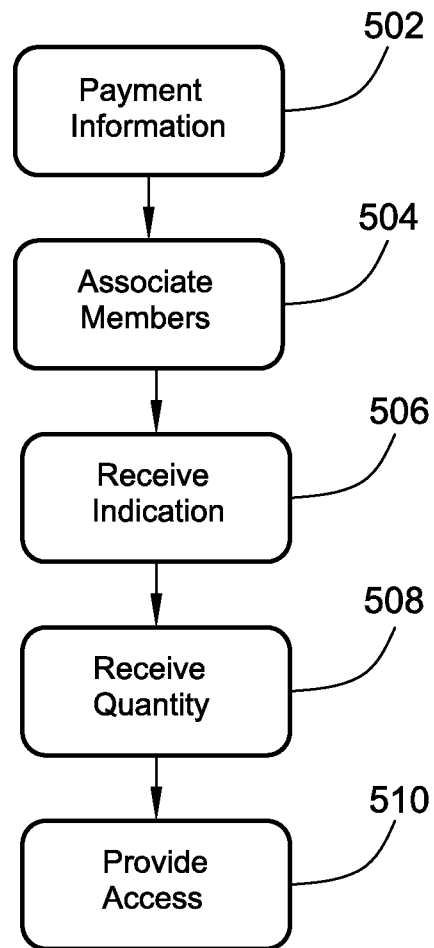 502
Payment
Information
504
Associate
Members
506
Receive
Indication
508
Receive
Quantity
510
Provide
Access